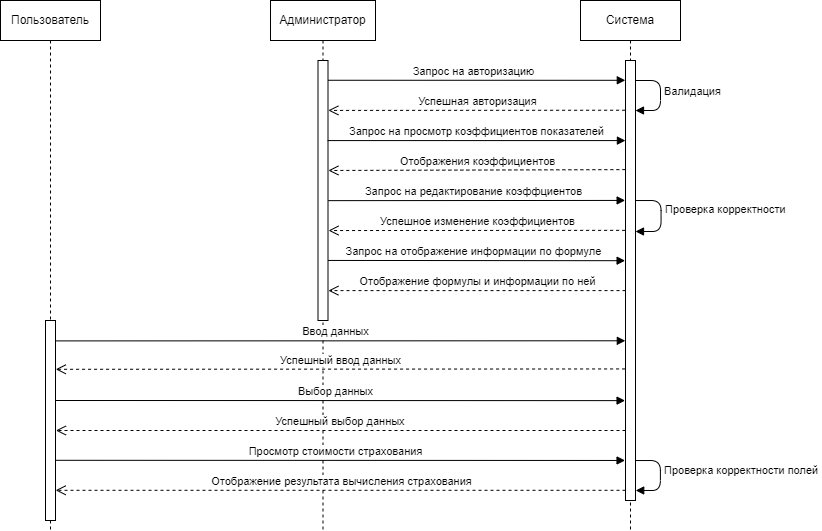 Пользователь
Администратор
Система
Запрос на авторизацию
Валидация
Успешная авторизация
Запрос на просмотр коэффициентов показателей
Отображения коэффициентов
Запрос на редактирование коэффциентов
Проверка корректности
Успешное изменение коэффициентов
Запрос на отображение информации по формуле
Отображение формулы и информации по ней
Ввод данных
Успешный ввод данных
Выбор данных
Успешный выбор данных
Просмотр стоимости страхования
Проверка корректности полей
Отображение результата вычисления страхования